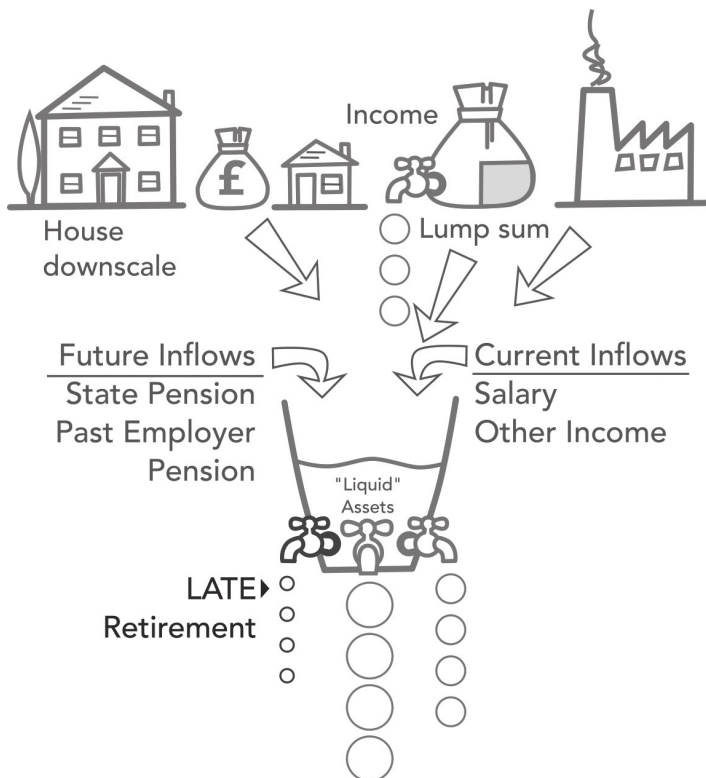 Income
£
House
downscale
Lump sum
Future Inflows
State Pension
Past Employer
Pension
Current Inflows
Salary
Other Income
"Liquid"
Assets
LATE
Retirement